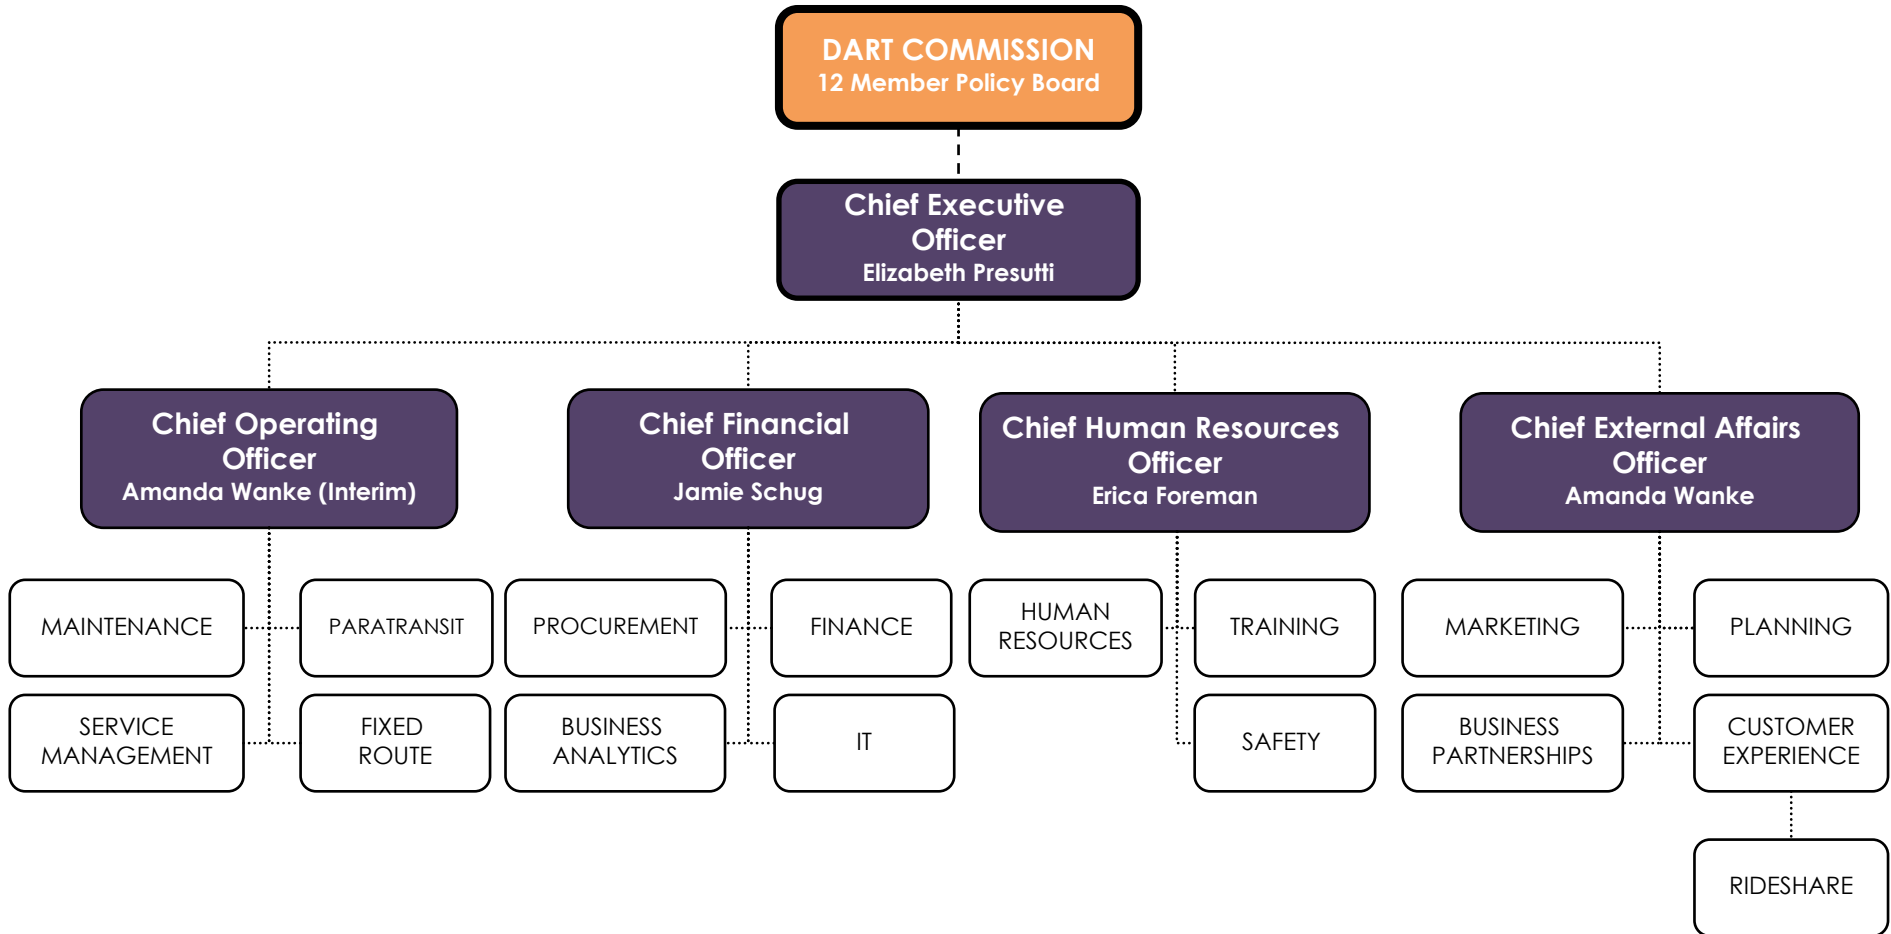 DART COMMISSION
12 Member Policy Board
Chief Executive
Officer
Elizabeth Presutti
Chief Operating
Officer
Amanda Wanke (Interim)
Chief Financial
Officer
Jamie Schug
Chief Human Resources
Officer
Erica Foreman
Chief External Affairs
Officer
Amanda Wanke
MAINTENANCE
PARATRANSIT
PROCUREMENT
FINANCE
HUMAN
RESOURCES
TRAINING
MARKETING
PLANNING
SERVICE
MANAGEMENT
FIXED
ROUTE
BUSINESS
ANALYTICS
IT
SAFETY
BUSINESS
PARTNERSHIPS
CUSTOMER
EXPERIENCE
RIDESHARE